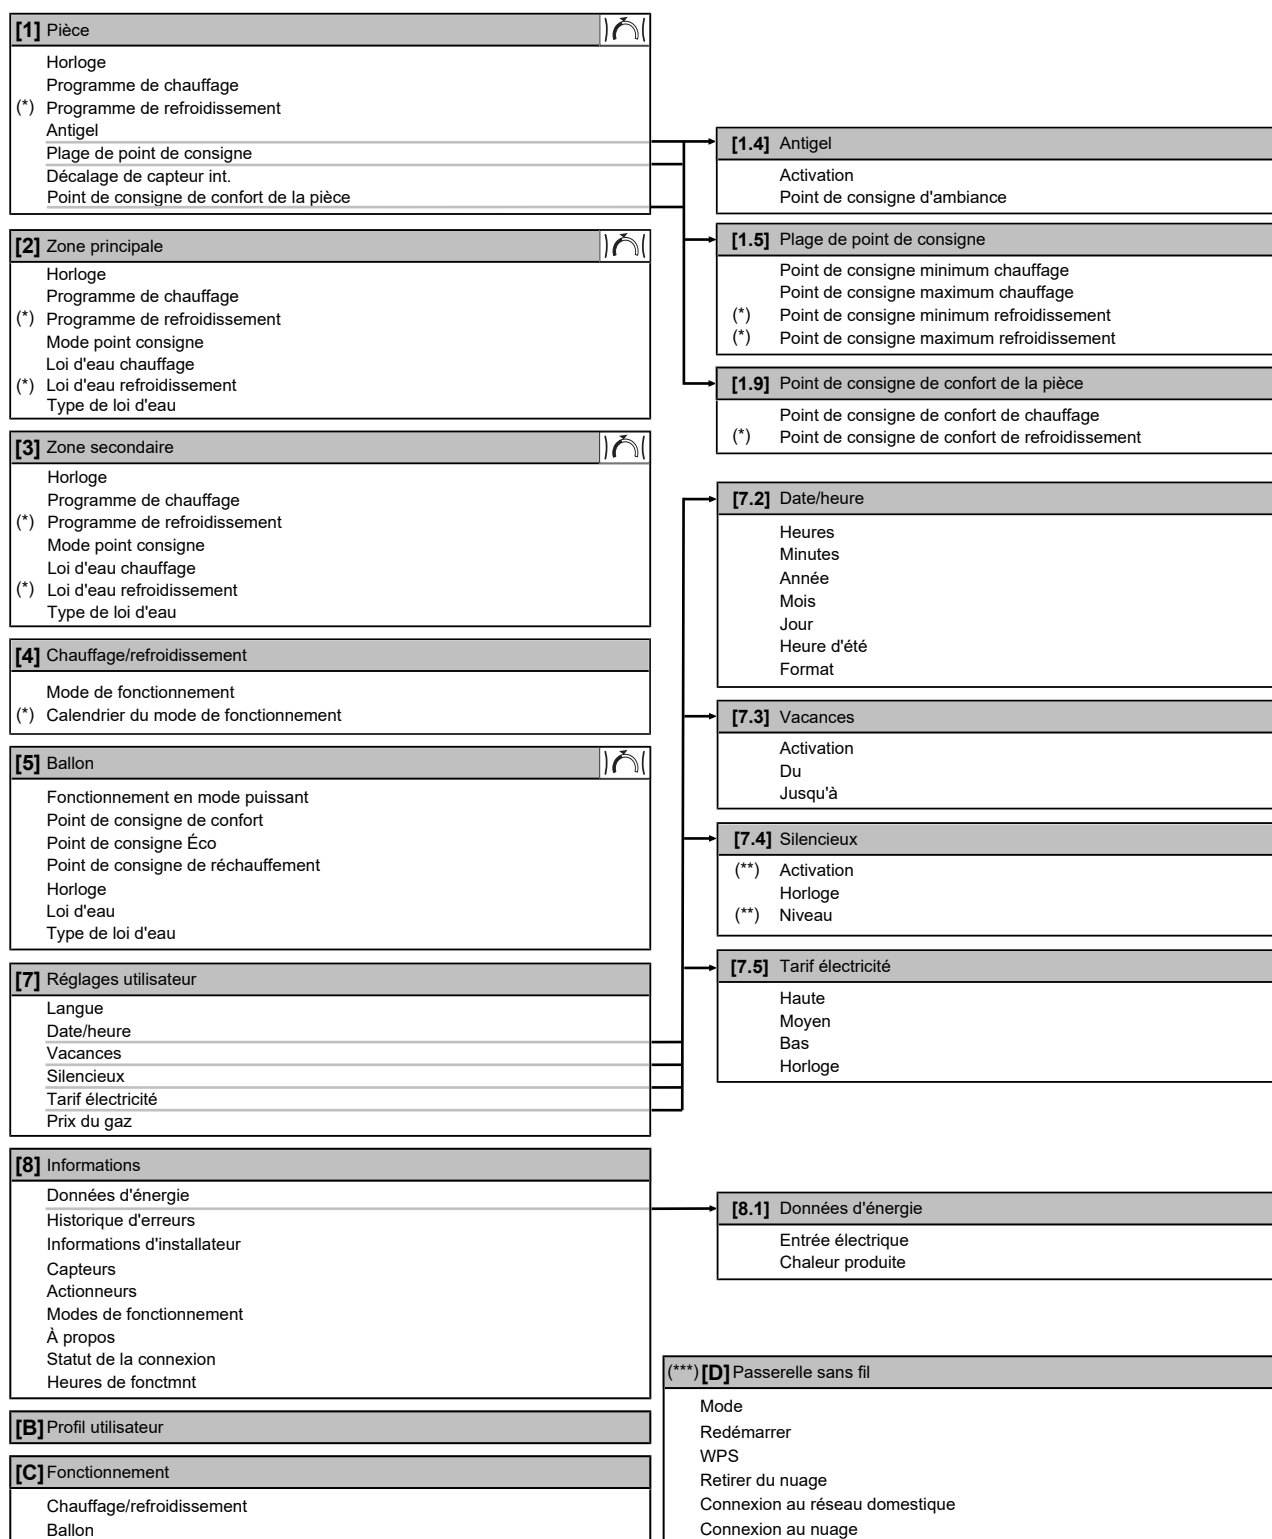 [1] Pièce
Horloge
Programme de chauffage
(*) Programme de refroidissement
Antigel
Plage de point de consigne
Décalage de capteur int.
Point de consigne de confort de la pièce
[2] Zone principale
Horloge
Programme de chauffage
(*) Programme de refroidissement
Mode point consigne
Loi d'eau chauffage
(*) Loi d'eau refroidissement
Type de loi d'eau
[3] Zone secondaire
Horloge
Programme de chauffage
(*) Programme de refroidissement
Mode point consigne
Loi d'eau chauffage
(*) Loi d'eau refroidissement
Type de loi d'eau
[4] Chauffage/refroidissement
Mode de fonctionnement
(*) Calendrier du mode de fonctionnement
[5] Ballon
Fonctionnement en mode puissant
Point de consigne de confort
Point de consigne Éco
Point de consigne de réchauffement
Horloge
Loi d'eau
Type de loi d'eau
[7] Réglages utilisateur
Langue
Date/heure
Vacances
Silencieux
Tarif électricité
Prix du gaz
[8] Informations
Données d'énergie
Historique d'erreurs
Informations d'installateur
Capteurs
Actionneurs
Modes de fonctionnement
À propos
Statut de la connexion
Heures de fonctmnt
[B] Profil utilisateur
[C] Fonctionnement
Chauffage/refroidissement
Ballon
[1.4] Antigel
Activation
Point de consigne d'ambiance
[1.5] Plage de point de consigne
Point de consigne minimum chauffage
Point de consigne maximum chauffage
(*) Point de consigne minimum refroidissement
(*) Point de consigne maximum refroidissement
[1.9] Point de consigne de confort de la pièce
Point de consigne de confort de chauffage
(*) Point de consigne de confort de refroidissement
[7.2] Date/heure
Heures
Minutes
Année
Mois
Jour
Heure d'été
Format
[7.3] Vacances
Activation
Du
Jusqu'à
[7.4] Silencieux
(**) Activation
Horloge
(**) Niveau
[7.5] Tarif électricité
Haute
Moyen
Bas
Horloge
[8.1] Données d'énergie
Entrée électrique
Chaleur produite
(***) [D] Passerelle sans fil
Mode
Redémarrer
WPS
Retirer du nuage
Connexion au réseau domestique
Connexion au nuage